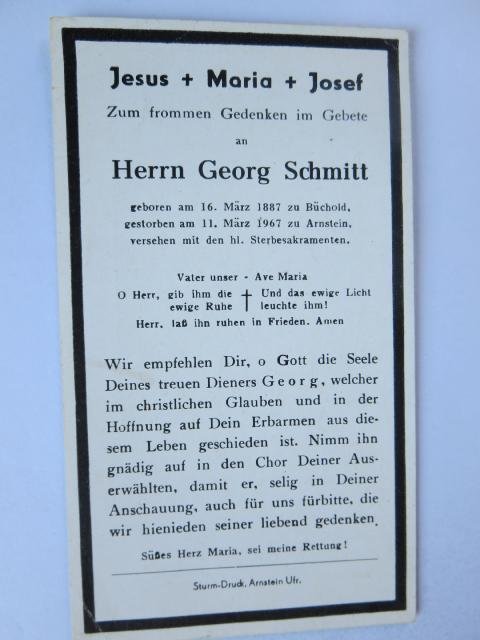 Jesus + Maria + Josef
Zum frommen Gedenken im Gebete
an
Herrn Georg Schmitt
geboren am 16. März 1887 zu Büchold,
gestorben am 11. März 1967 zu Arnstein,
versehen mit den hl. Sterbesakramenten.
Vater unser - Ave Maria
O Herr, gib ihm die ewige Ruhe † Und das ewige Licht leuchte ihm!
Herr, laß ihn ruhen in Frieden. Amen
Wir empfehlen Dir, o Gott die Seele
Deines treuen Dieners Georg, welcher
im christlichen Glauben und in der
Hoffnung auf Dein Erbarmen aus die-
sem Leben geschieden ist. Nimm ihn
gnädig auf in den Chor Deiner Aus-
erwählten, damit er, selig in Deiner
Anschauung, auch für uns fürbitte, die
wir hienieden seiner liebend gedenken.
Süßes Herz Maria, sei meine Rettung!
Sturm-Druck, Arnstein Ufr.